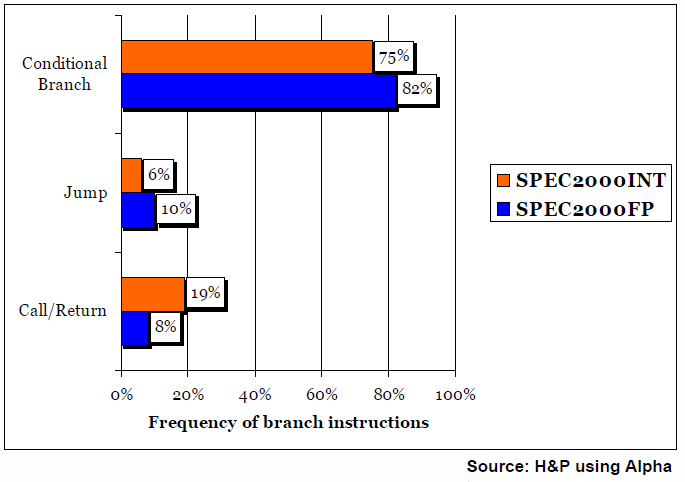 Conditional
Branch
75%
82%
Jump
6%
10%
Call/Return
19%
8%
SPEC2000INT
SPEC2000FP
0% 20% 40% 60% 80% 100%
Frequency of branch instructions
Source: H&P using Alpha